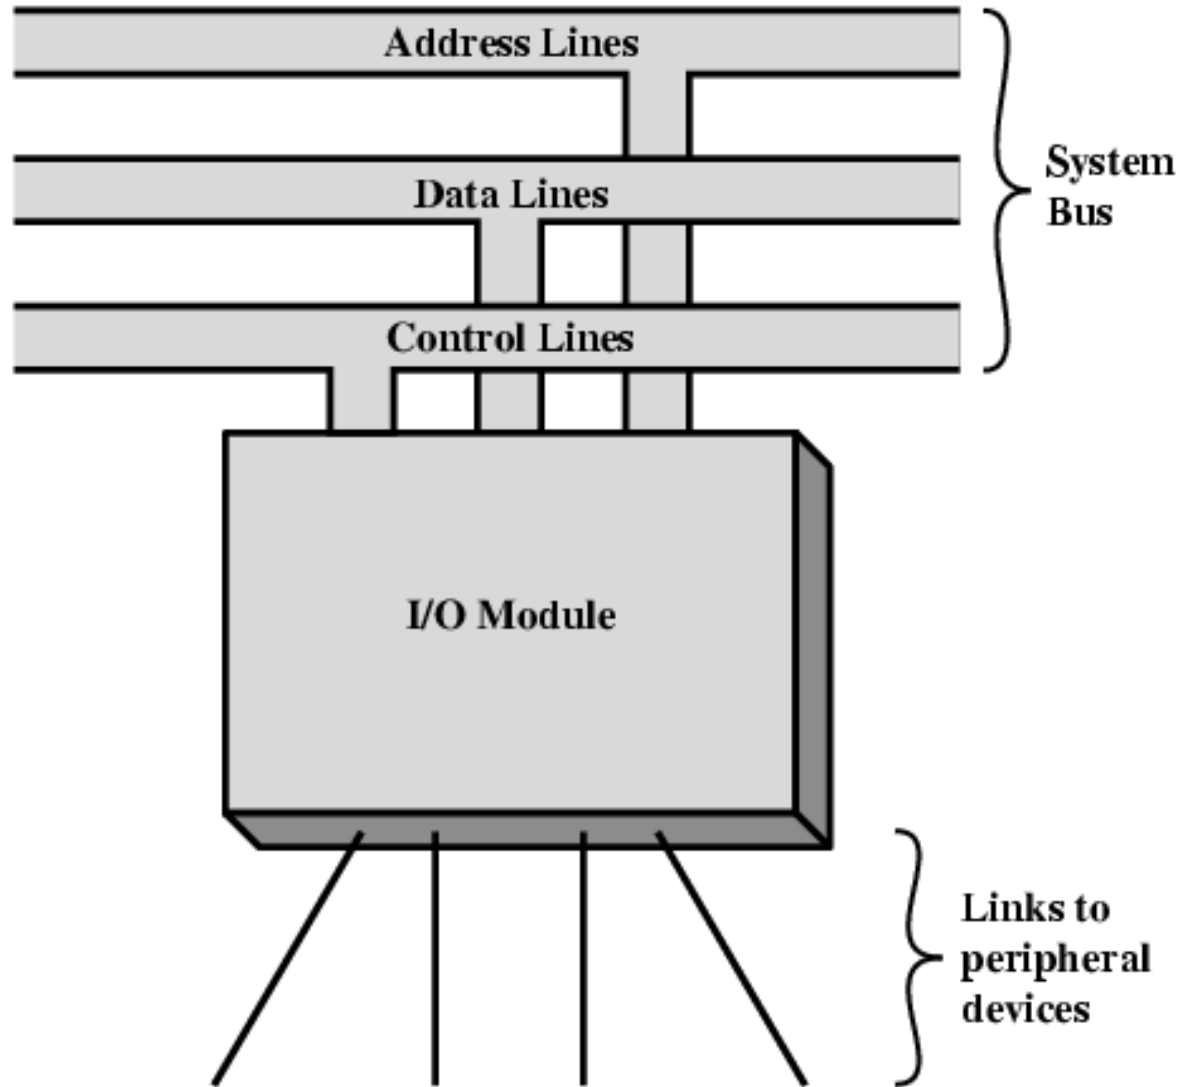 Address Lines
Data Lines
Control Lines
System
Bus
I/O Module
Links to
peripheral
devices